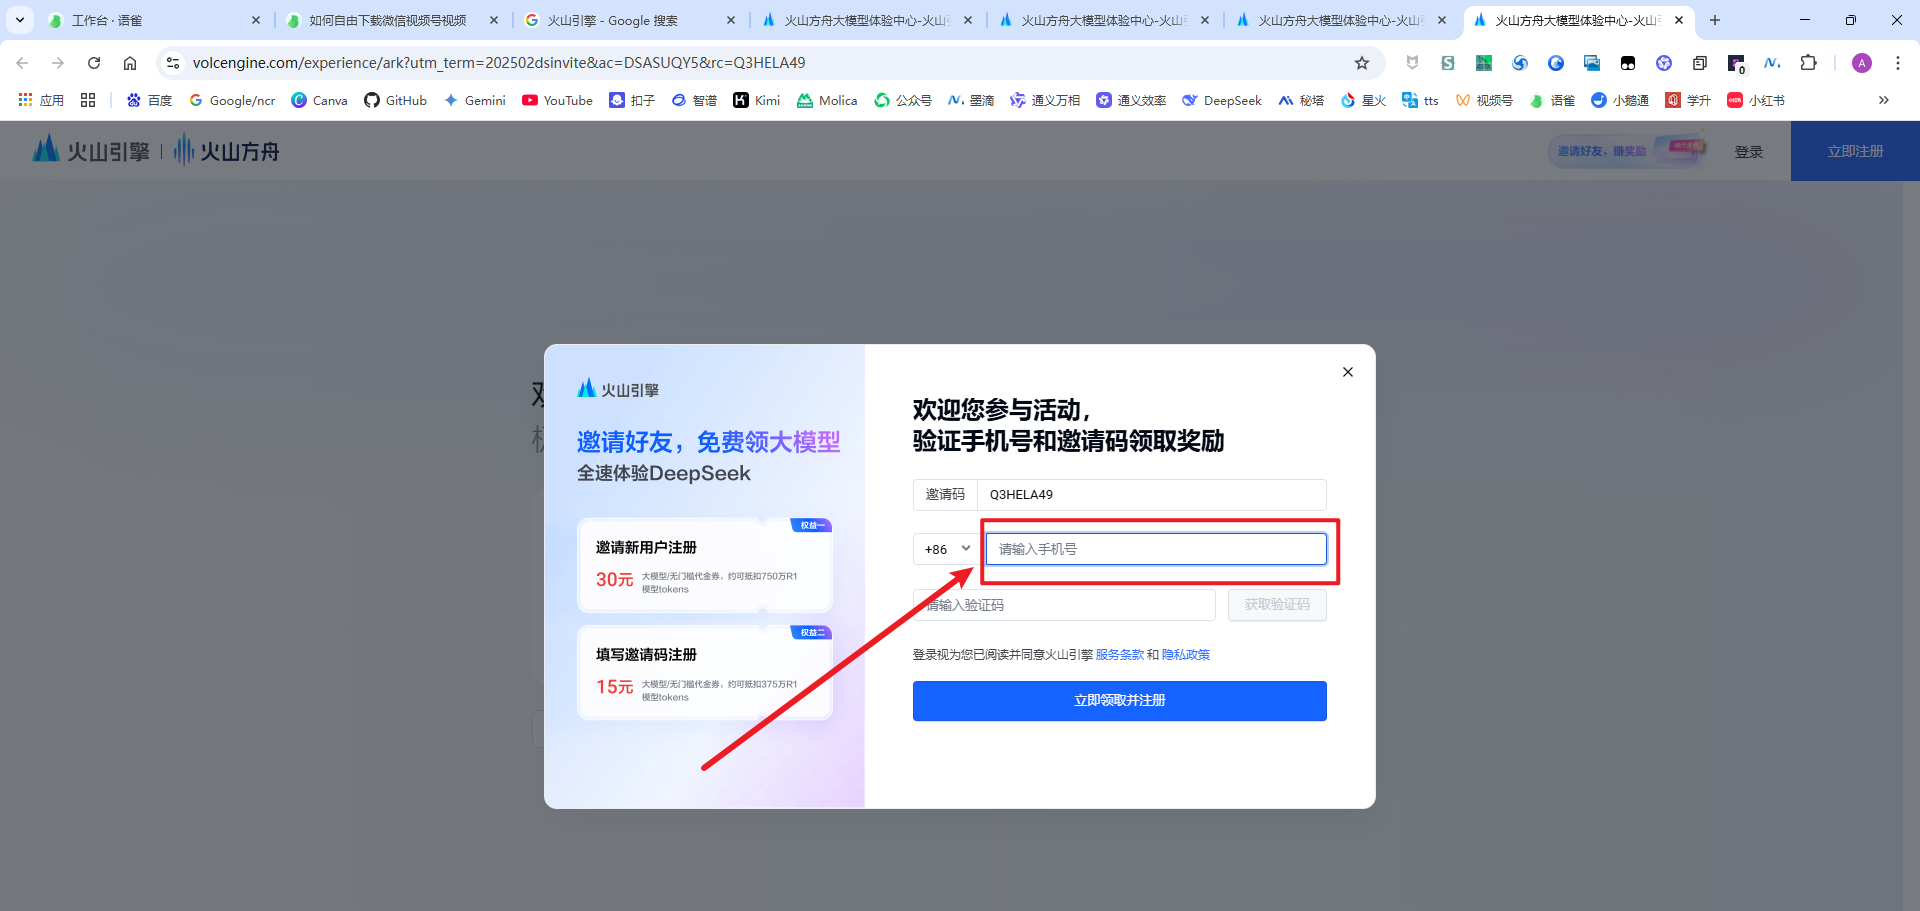 工作台 · 语雀
如何自由下载微信视频号视频
火山引擎 - Google 搜索
火山方舟大模型体验中心-火山
火山方舟大模型体验中心-火山
火山方舟大模型体验中心-火山
火山方舟大模型体验中心-火山
volcengine.com/experience/ark?utm_term=202502dsinvite&ac=DSASUQY5&rc=Q3HELA49
应用 百度 Google/ncr Canva GitHub Gemini YouTube 扣子 智谱 Kimi Molica 公众号 墨滴 通义万相 通义效率 DeepSeek 秘塔 星火 tts 视频号 语雀 小鹅通 学升 小红书
火山引擎 | 火山方舟
邀请好友，赚奖励
登录
立即注册
火山引擎
邀请好友，免费领大模型
全速体验DeepSeek
权益一
邀请新用户注册
30元 大模型/无门槛代金券，约可抵扣750万R1
模型tokens
权益二
填写邀请码注册
15元 大模型/无门槛代金券，约可抵扣375万R1
模型tokens
欢迎您参与活动，
验证手机号和邀请码领取奖励
邀请码 Q3HELA49
+86 请输入手机号
请输入验证码 获取验证码
登录视为您已阅读并同意火山引擎 服务条款 和 隐私政策
立即领取并注册